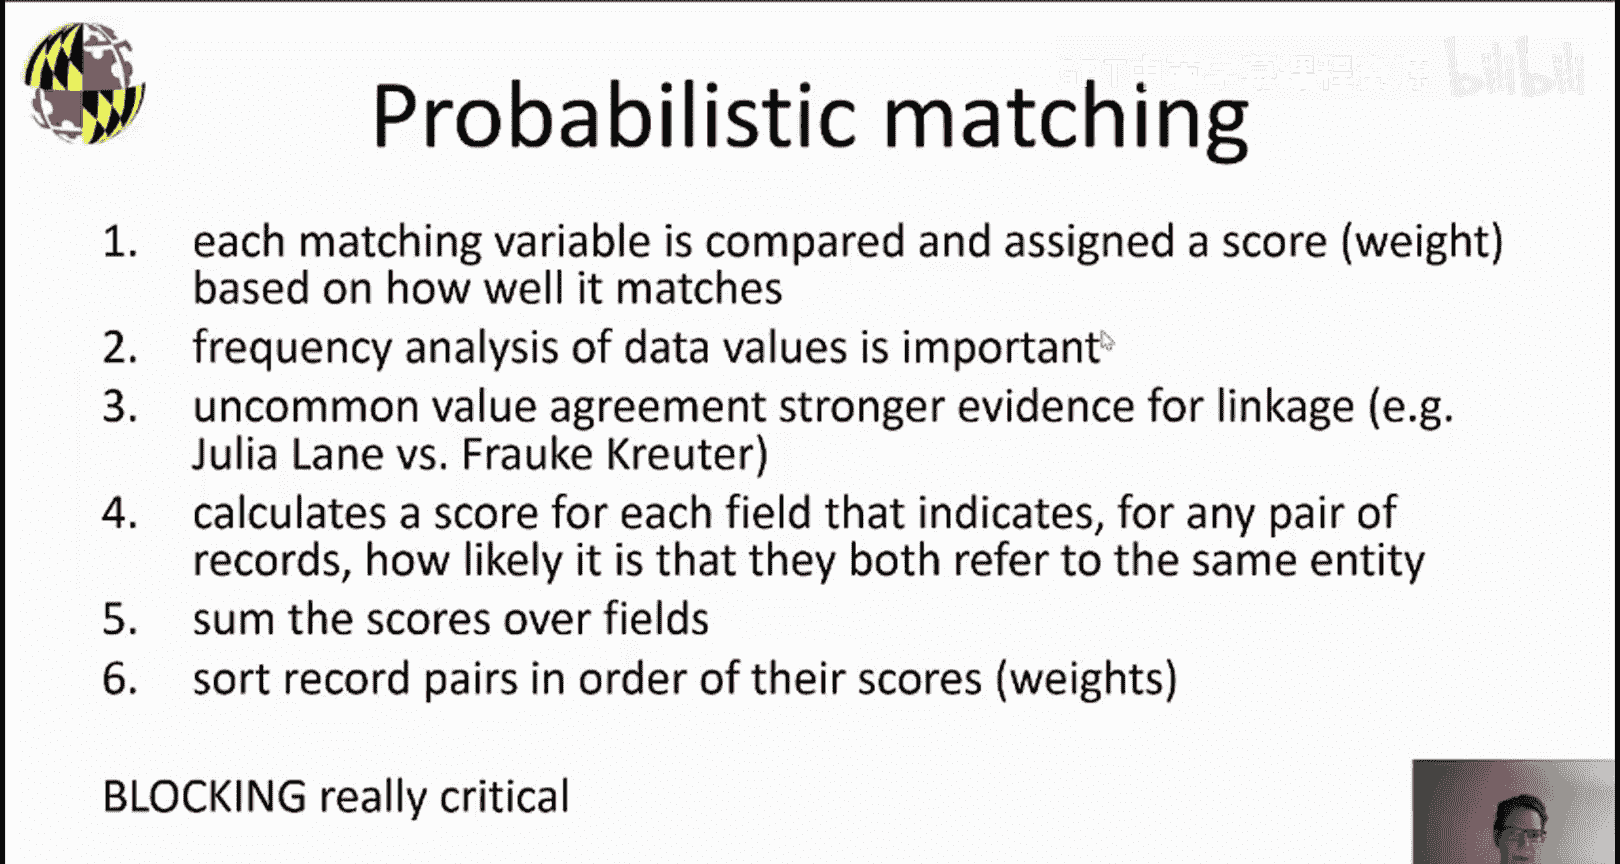 bilibili
Probabilistic matching
1. each matching variable is compared and assigned a score (weight)
based on how well it matches
2. frequency analysis of data values is important
3. uncommon value agreement stronger evidence for linkage (e.g.
Julia Lane vs. Frauke Kreuter)
4. calculates a score for each field that indicates, for any pair of
records, how likely it is that they both refer to the same entity
5. sum the scores over fields
6. sort record pairs in order of their scores (weights)
BLOCKING really critical